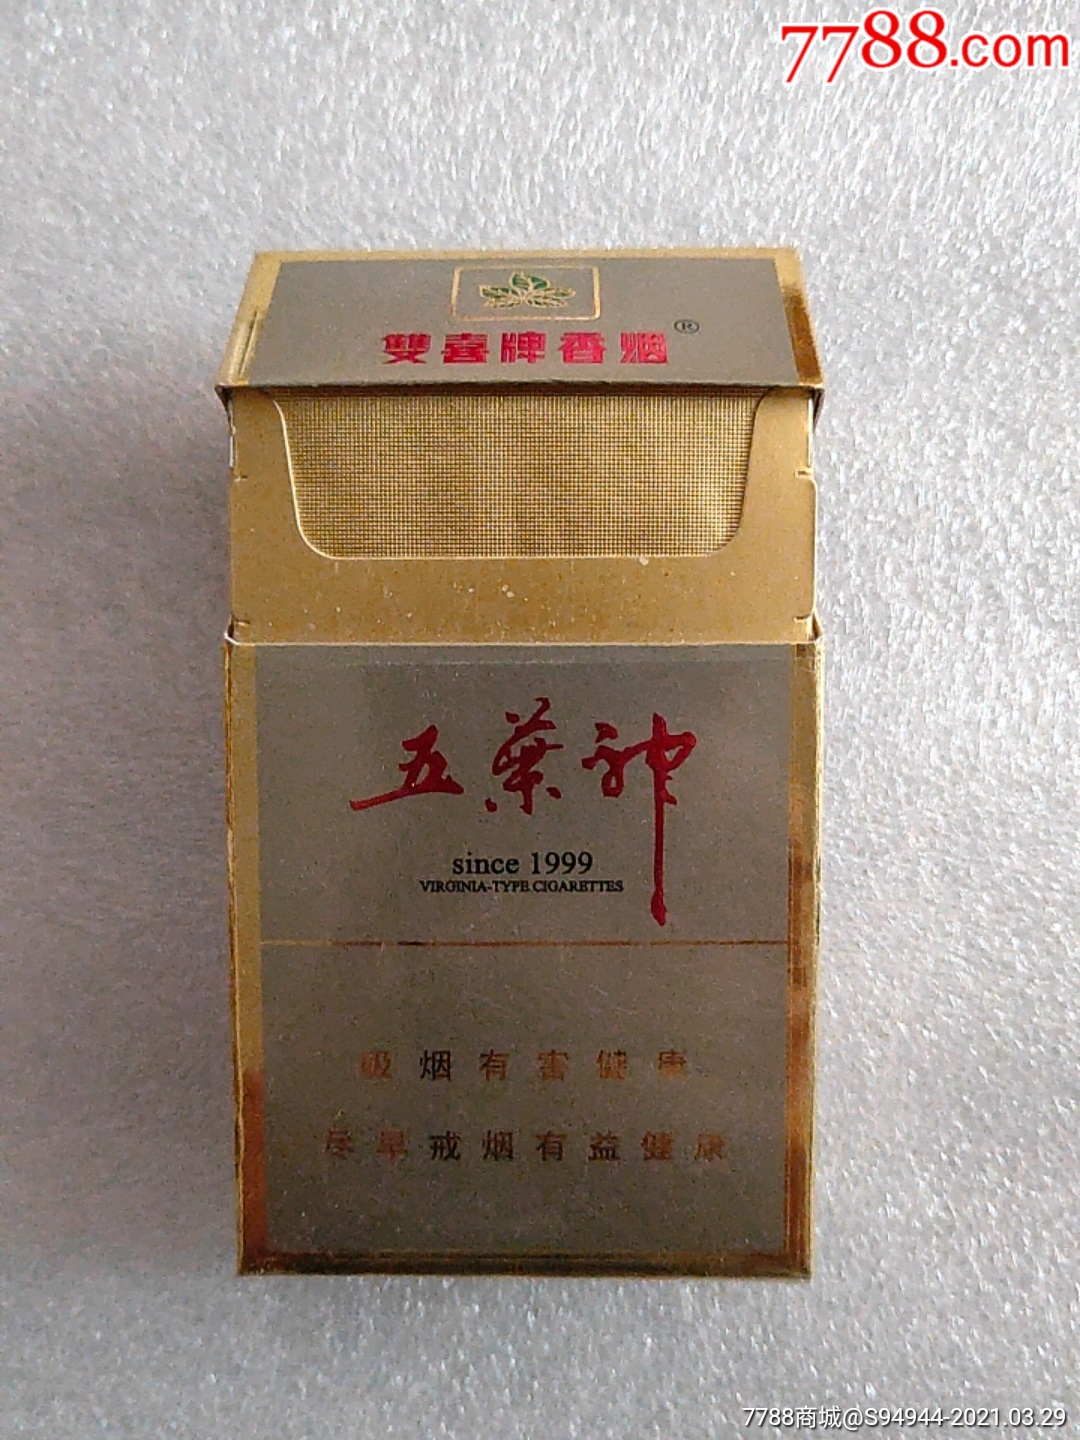 7788.com
雙喜牌香烟®
五葉神
since 1999
VIRGINIA-TYPE CIGARETTES
吸烟有害健康
尽早戒烟有益健康
7788商城@S94944-2021.03.29